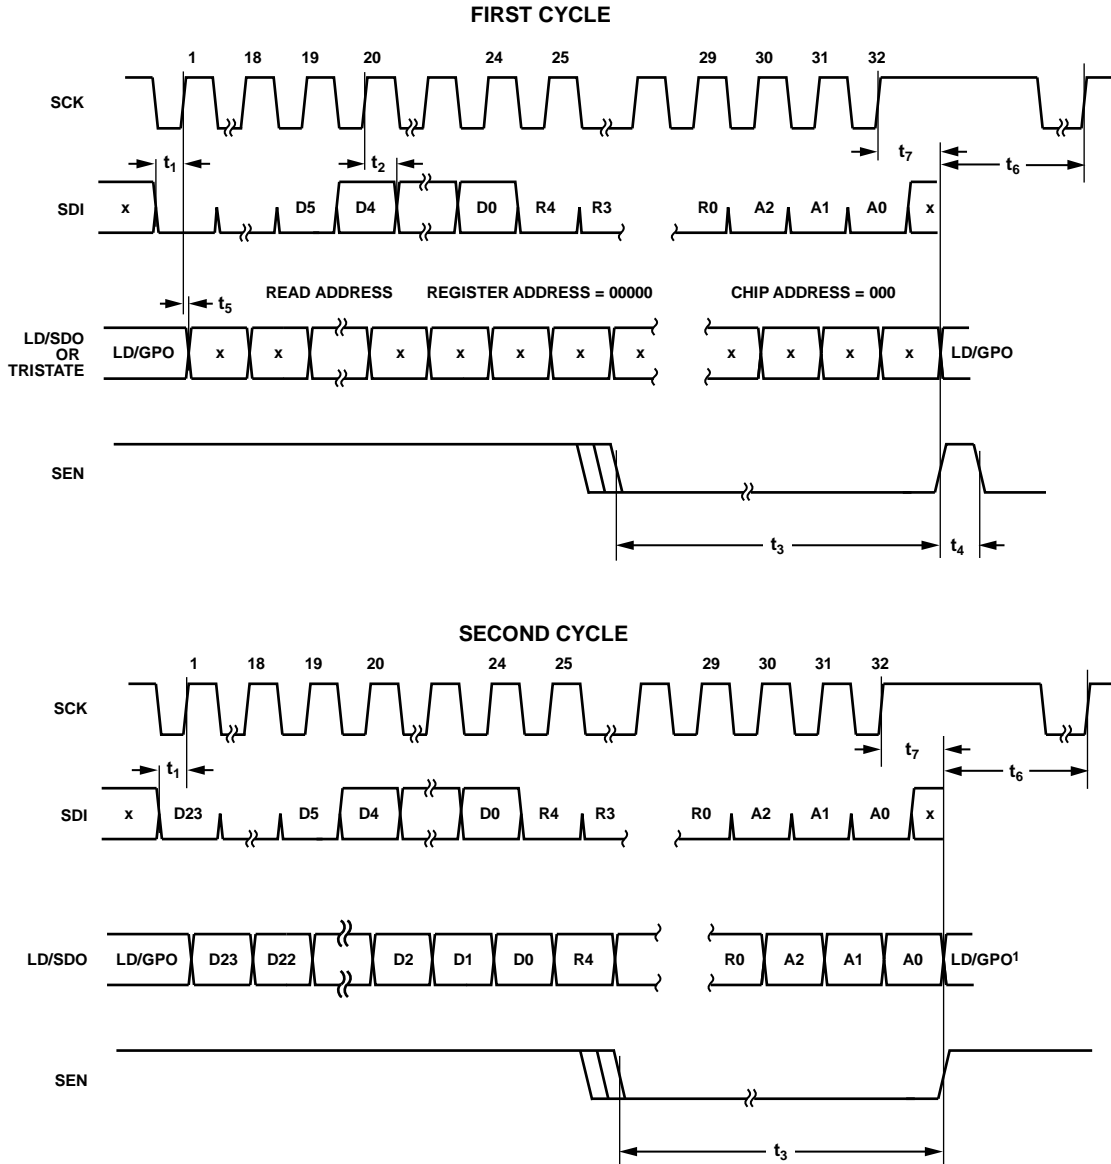 FIRST CYCLE
1 18 19 20 24 25 29 30 31 32
SCK
t7
t1 t2 t6
SDI x D5 D4 D0 R4 R3 R0 A2 A1 A0 x
t5 READ ADDRESS REGISTER ADDRESS = 00000 CHIP ADDRESS = 000
LD/SDO
OR
TRISTATE
LD/GPO x x x x x x x x x x x LD/GPO
SEN
t3 t4
SECOND CYCLE
1 18 19 20 24 25 29 30 31 32
SCK
t7
t1 t6
SDI x D23 D5 D4 D0 R4 R3 R0 A2 A1 A0 x
LD/SDO LD/GPO D23 D22 D2 D1 D0 R4 R0 A2 A1 A0 LD/GPO1
SEN
t3